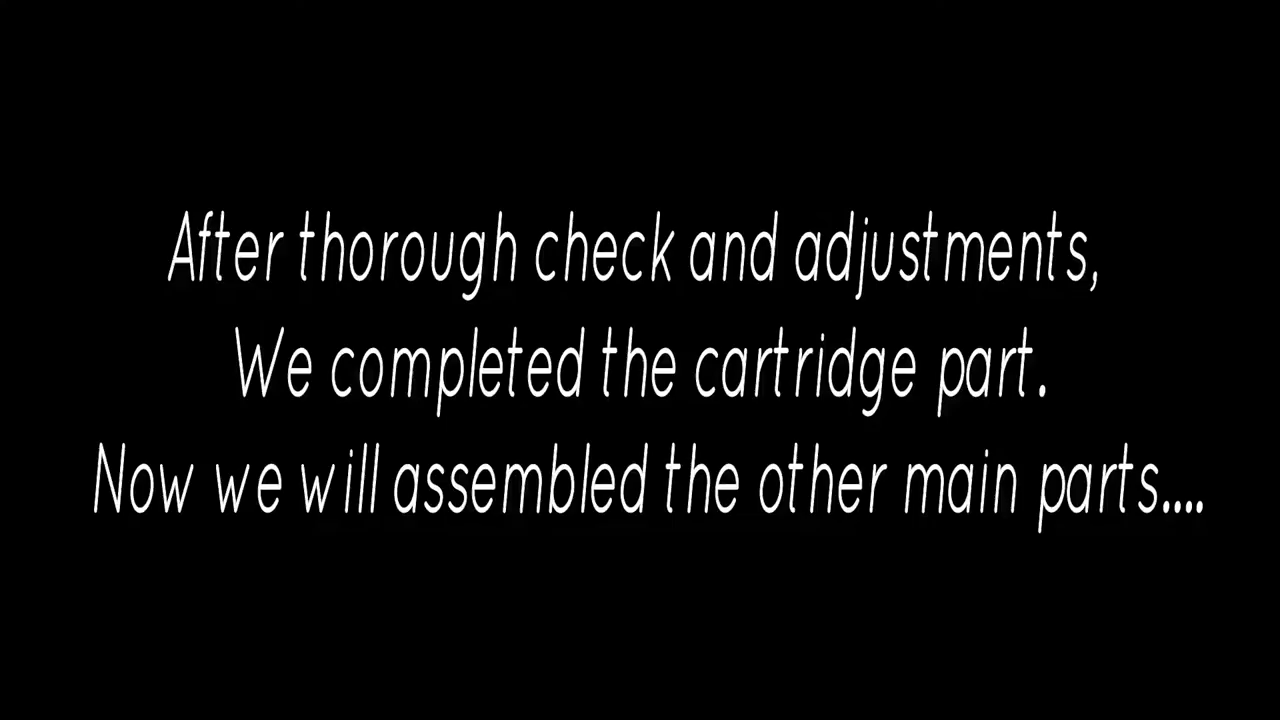 After thorough check and adjustments,
We completed the cartridge part.
Now we will assembled the other main parts....